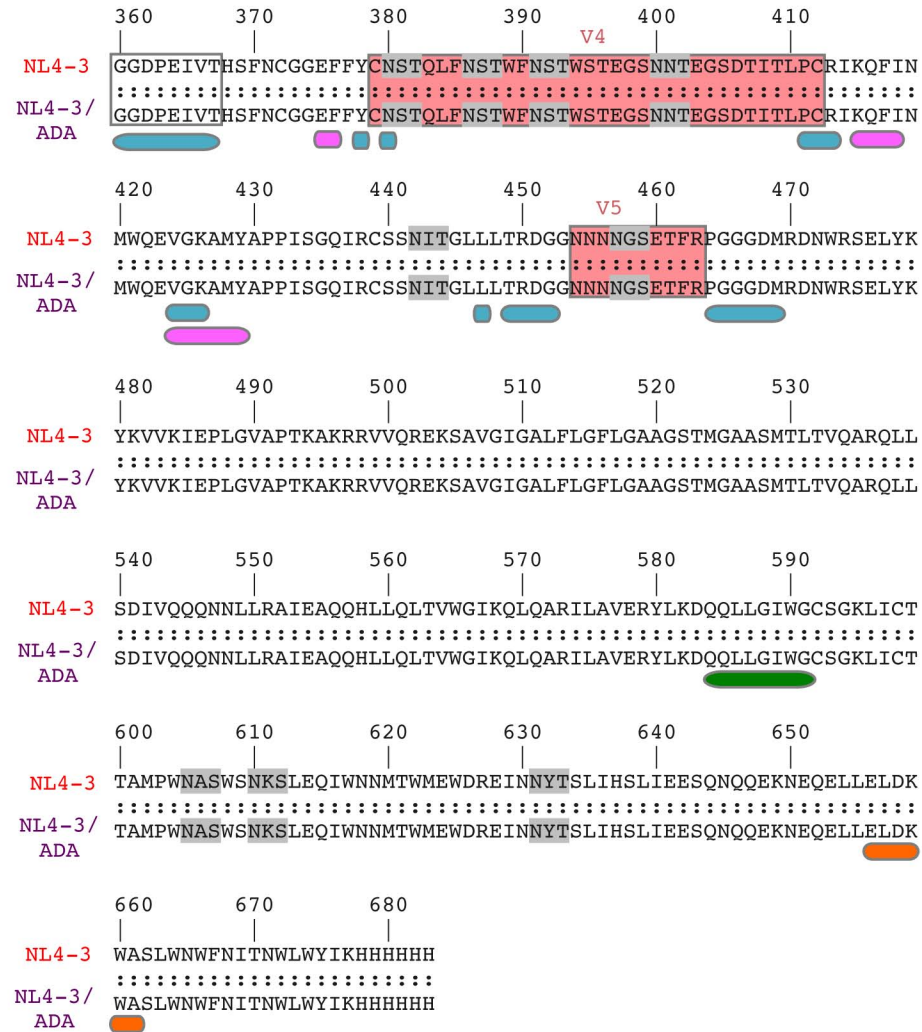 360 370 380 390 400 410
V4
NL4-3 GGDPEIVTHSFNCGGEFFYCNSTQLFNSTWFNSTWSTEGSNNTEGSDTITLPCRIKQFIN
::::::::::::::::::::::::::::::::::::::::::::::::::::::::::::
NL4-3/ADA GGDPEIVTHSFNCGGEFFYCNSTQLFNSTWFNSTWSTEGSNNTEGSDTITLPCRIKQFIN
420 430 440 450 460 470
V5
NL4-3 MWQEVGKAMYAPPISGQIRCSSNITGLLLTRDGGNNNNGSETFRPGGGDMRDNWRSELYK
::::::::::::::::::::::::::::::::::::::::::::::::::::::::::::
NL4-3/ADA MWQEVGKAMYAPPISGQIRCSSNITGLLLTRDGGNNNNGSETFRPGGGDMRDNWRSELYK
480 490 500 510 520 530
NL4-3 YKVVKIEPLGVAPTKAKRRVVQREKSAVGIGALFLGFLGAAGSTMGAASMTLTVQARQLL
::::::::::::::::::::::::::::::::::::::::::::::::::::::::::::
NL4-3/ADA YKVVKIEPLGVAPTKAKRRVVQREKSAVGIGALFLGFLGAAGSTMGAASMTLTVQARQLL
540 550 560 570 580 590
NL4-3 SDIVQQQNNLLRAIEAQQHLLQLTVWGIKQLQARILAVERYLKDQQLLGIWGCSGKLICT
::::::::::::::::::::::::::::::::::::::::::::::::::::::::::::
NL4-3/ADA SDIVQQQNNLLRAIEAQQHLLQLTVWGIKQLQARILAVERYLKDQQLLGIWGCSGKLICT
600 610 620 630 640 650
NL4-3 TAMPWNASWSNKSLEQIWNNMTWMEWDREINNYTSLIHSLIEESQNQQEKNEQELLELDK
::::::::::::::::::::::::::::::::::::::::::::::::::::::::::::
NL4-3/ADA TAMPWNASWSNKSLEQIWNNMTWMEWDREINNYTSLIHSLIEESQNQQEKNEQELLELDK
660 670 680
NL4-3 WASLWNWFNITNWLWYIKHHHHHH
::::::::::::::::::::::::
NL4-3/ADA WASLWNWFNITNWLWYIKHHHHHH